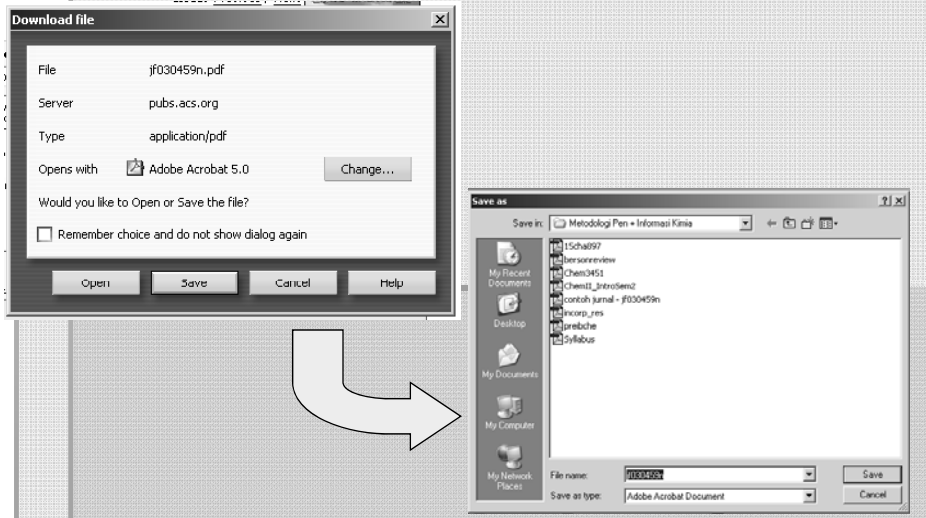 Download file
File jf030459n.pdf
Server pubs.acs.org
Type application/pdf
Opens with Adobe Acrobat 5.0 Change...
Would you like to Open or Save the file?
Remember choice and do not show dialog again
Open Save Cancel Help
Save as
Save in: Metodologi Pen + Informasi Kimia
My Recent Documents
Desktop
My Documents
My Computer
My Network Places
bersonreview
Chem3451
ChemII_IntroSem2
contoh jurnal - jf030459n
incorp_res
preibche
Syllabus
File name: jf030459n Save
Save as type: Adobe Acrobat Document Cancel